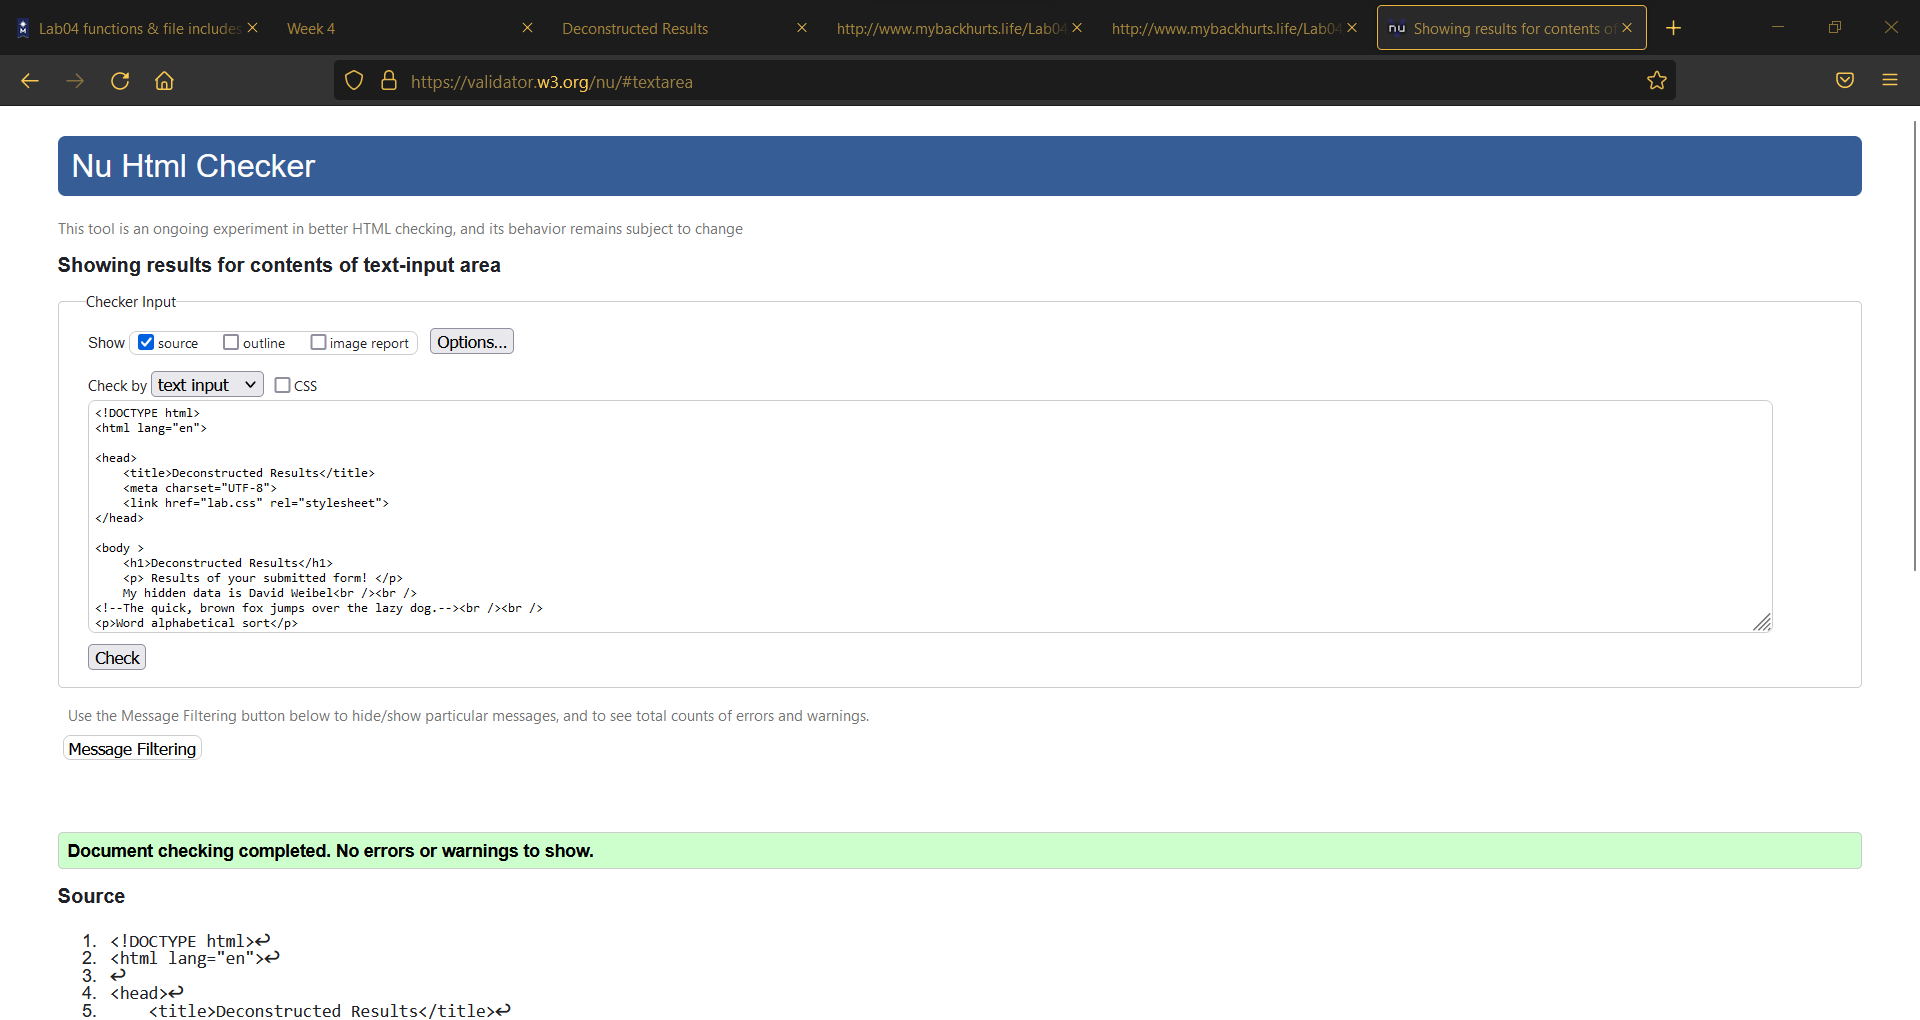 Lab04 functions & file includes
Week 4
Deconstructed Results
http://www.mybackhurts.life/Lab04
http://www.mybackhurts.life/Lab04
nu Showing results for contents of
https://validator.w3.org/nu/#textarea
Nu Html Checker
This tool is an ongoing experiment in better HTML checking, and its behavior remains subject to change
Showing results for contents of text-input area
Checker Input
Show source outline image report Options...
Check by text input CSS
<!DOCTYPE html>
<html lang="en">
<head>
<title>Deconstructed Results</title>
<meta charset="UTF-8">
<link href="lab.css" rel="stylesheet">
</head>
<body >
<h1>Deconstructed Results</h1>
<p> Results of your submitted form! </p>
My hidden data is David Weibel<br /><br />
<!--The quick, brown fox jumps over the lazy dog.--><br /><br />
<p>Word alphabetical sort</p>
Check
Use the Message Filtering button below to hide/show particular messages, and to see total counts of errors and warnings.
Message Filtering
Document checking completed. No errors or warnings to show.
Source
1. <!DOCTYPE html>↩
2. <html lang="en">↩
3. ↩
4. <head>↩
5. <title>Deconstructed Results</title>↩